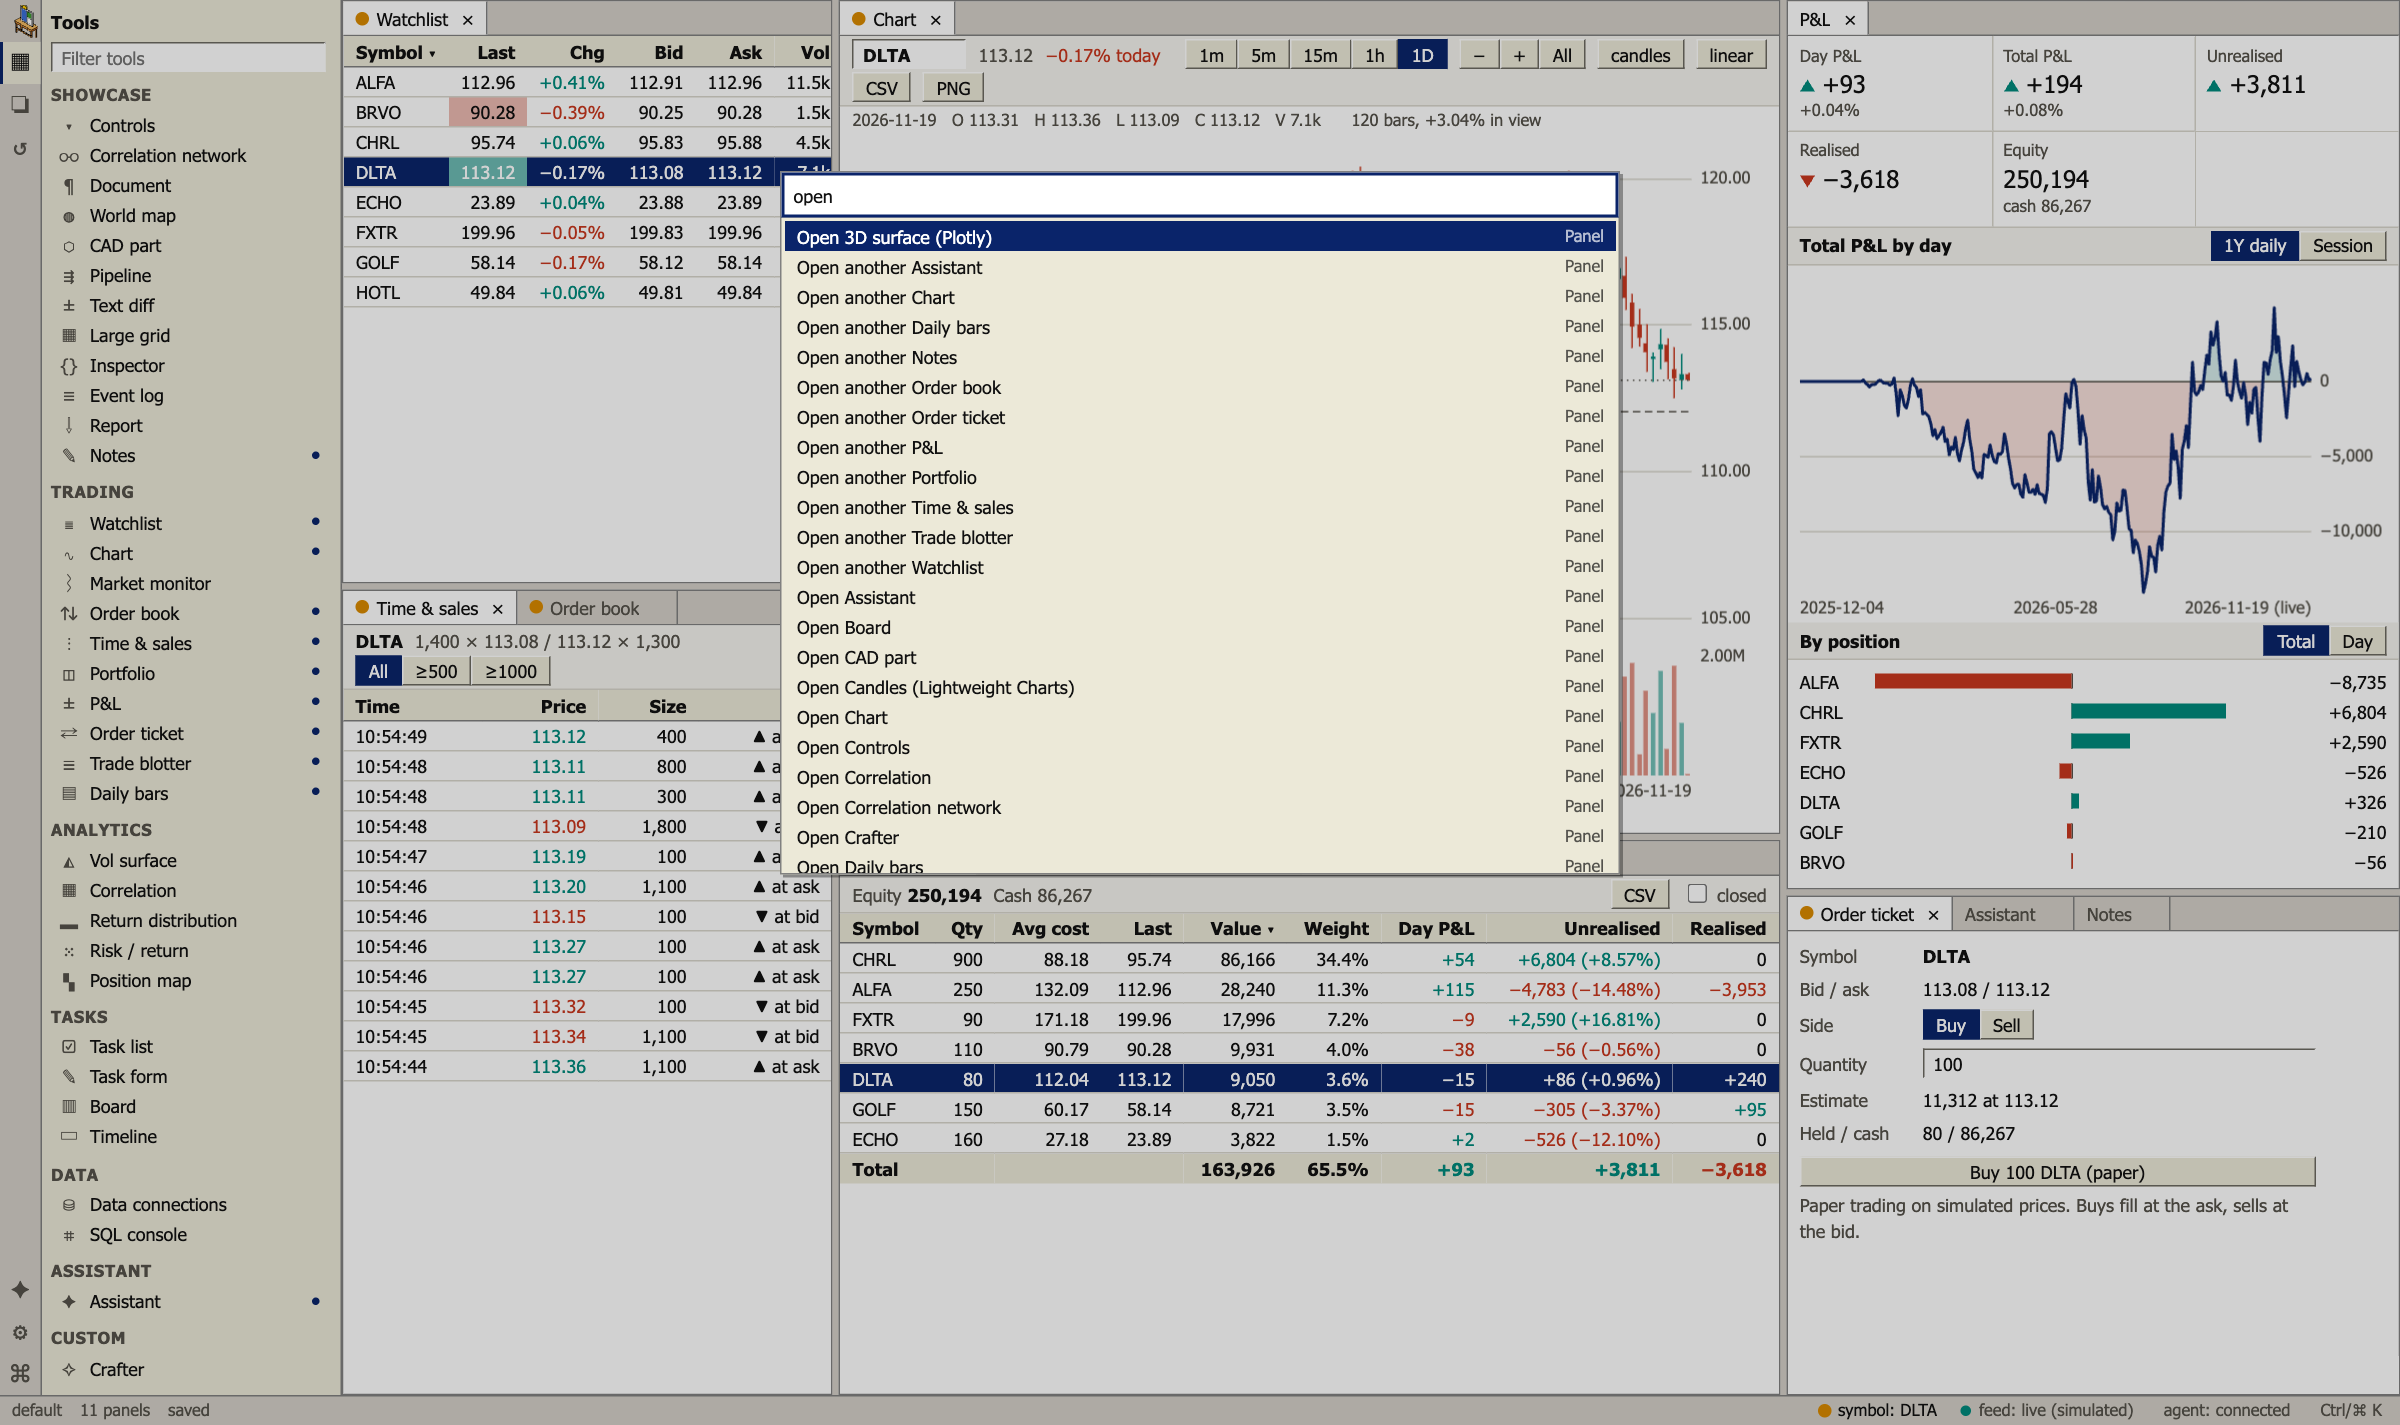 Tools
Filter tools
SHOWCASE
Controls
Correlation network
Document
World map
CAD part
Pipeline
Text diff
Large grid
Inspector
Event log
Report
Notes
TRADING
Watchlist
Chart
Market monitor
Order book
Time & sales
Portfolio
P&L
Order ticket
Trade blotter
Daily bars
ANALYTICS
Vol surface
Correlation
Return distribution
Risk / return
Position map
TASKS
Task list
Task form
Board
Timeline
DATA
Data connections
SQL console
ASSISTANT
Assistant
CUSTOM
Crafter
Watchlist ×
Symbol ▾ Last Chg Bid Ask Vol
ALFA 112.96 +0.41% 112.91 112.96 11.5k
BRVO 90.28 −0.39% 90.25 90.28 1.5k
CHRL 95.74 +0.06% 95.83 95.88 4.5k
DLTA 113.12 −0.17% 113.08 113.12 7.1k
ECHO 23.89 +0.04% 23.88 23.89
FXTR 199.96 −0.05% 199.83 199.96
GOLF 58.14 −0.17% 58.12 58.14
HOTL 49.84 +0.06% 49.81 49.84
Time & sales × Order book
DLTA 1,400 × 113.08 / 113.12 × 1,300
All ≥500 ≥1000
Time Price Size
10:54:49 113.12 400 ▲ a
10:54:48 113.11 800 ▲ a
10:54:48 113.11 300 ▲ a
10:54:48 113.09 1,800 ▼ a
10:54:47 113.19 100 ▲ a
10:54:46 113.20 1,100 ▲ at ask
10:54:46 113.15 100 ▼ at bid
10:54:46 113.27 100 ▲ at ask
10:54:46 113.27 100 ▲ at ask
10:54:45 113.32 100 ▼ at bid
10:54:45 113.34 1,100 ▼ at bid
10:54:44 113.36 1,100 ▲ at ask
Chart ×
DLTA 113.12 −0.17% today 1m 5m 15m 1h 1D − + All candles linear
CSV PNG
2026-11-19 O 113.31 H 113.36 L 113.09 C 113.12 V 7.1k 120 bars, +3.04% in view
120.00
115.00
110.00
105.00
2.00M
026-11-19
open
Open 3D surface (Plotly) Panel
Open another Assistant Panel
Open another Chart Panel
Open another Daily bars Panel
Open another Notes Panel
Open another Order book Panel
Open another Order ticket Panel
Open another P&L Panel
Open another Portfolio Panel
Open another Time & sales Panel
Open another Trade blotter Panel
Open another Watchlist Panel
Open Assistant Panel
Open Board Panel
Open CAD part Panel
Open Candles (Lightweight Charts) Panel
Open Chart Panel
Open Controls Panel
Open Correlation Panel
Open Correlation network Panel
Open Crafter Panel
Open Daily bars Panel
Equity 250,194 Cash 86,267 CSV closed
Symbol Qty Avg cost Last Value ▾ Weight Day P&L Unrealised Realised
CHRL 900 88.18 95.74 86,166 34.4% +54 +6,804 (+8.57%) 0
ALFA 250 132.09 112.96 28,240 11.3% +115 −4,783 (−14.48%) −3,953
FXTR 90 171.18 199.96 17,996 7.2% −9 +2,590 (+16.81%) 0
BRVO 110 90.79 90.28 9,931 4.0% −38 −56 (−0.56%) 0
DLTA 80 112.04 113.12 9,050 3.6% −15 +86 (+0.96%) +240
GOLF 150 60.17 58.14 8,721 3.5% −15 −305 (−3.37%) +95
ECHO 160 27.18 23.89 3,822 1.5% +2 −526 (−12.10%) 0
Total 163,926 65.5% +93 +3,811 −3,618
P&L ×
Day P&L Total P&L Unrealised
▲ +93 ▲ +194 ▲ +3,811
+0.04% +0.08%
Realised Equity
▼ −3,618 250,194
cash 86,267
Total P&L by day 1Y daily Session
0
−5,000
−10,000
2025-12-04 2026-05-28 2026-11-19 (live)
By position Total Day
ALFA −8,735
CHRL +6,804
FXTR +2,590
ECHO −526
DLTA +326
GOLF −210
BRVO −56
Order ticket × Assistant Notes
Symbol DLTA
Bid / ask 113.08 / 113.12
Side Buy Sell
Quantity 100
Estimate 11,312 at 113.12
Held / cash 80 / 86,267
Buy 100 DLTA (paper)
Paper trading on simulated prices. Buys fill at the ask, sells at
the bid.
default 11 panels saved
symbol: DLTA feed: live (simulated) agent: connected Ctrl/⌘ K